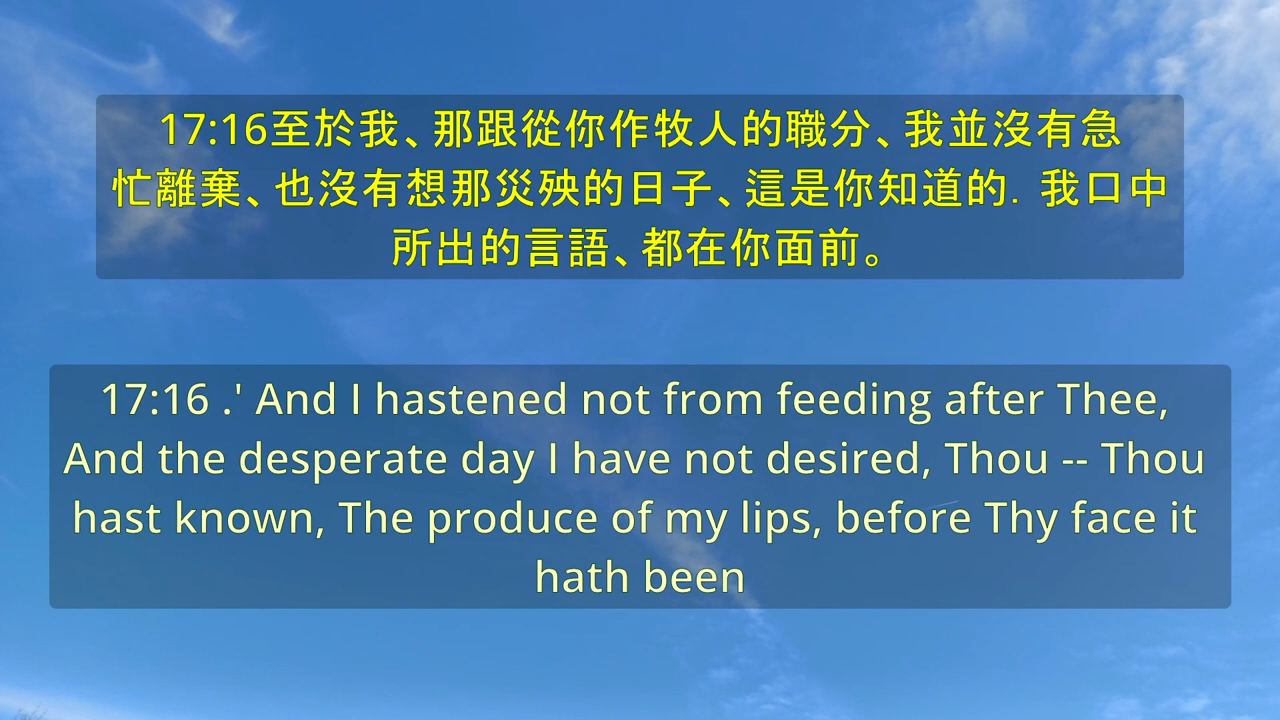 17:16至於我、那跟從你作牧人的職分、我並沒有急
忙離棄、也沒有想那災殃的日子、這是你知道的. 我口中
所出的言語、都在你面前。
17:16 .' And I hastened not from feeding after Thee,
And the desperate day I have not desired, Thou -- Thou
hast known, The produce of my lips, before Thy face it
hath been